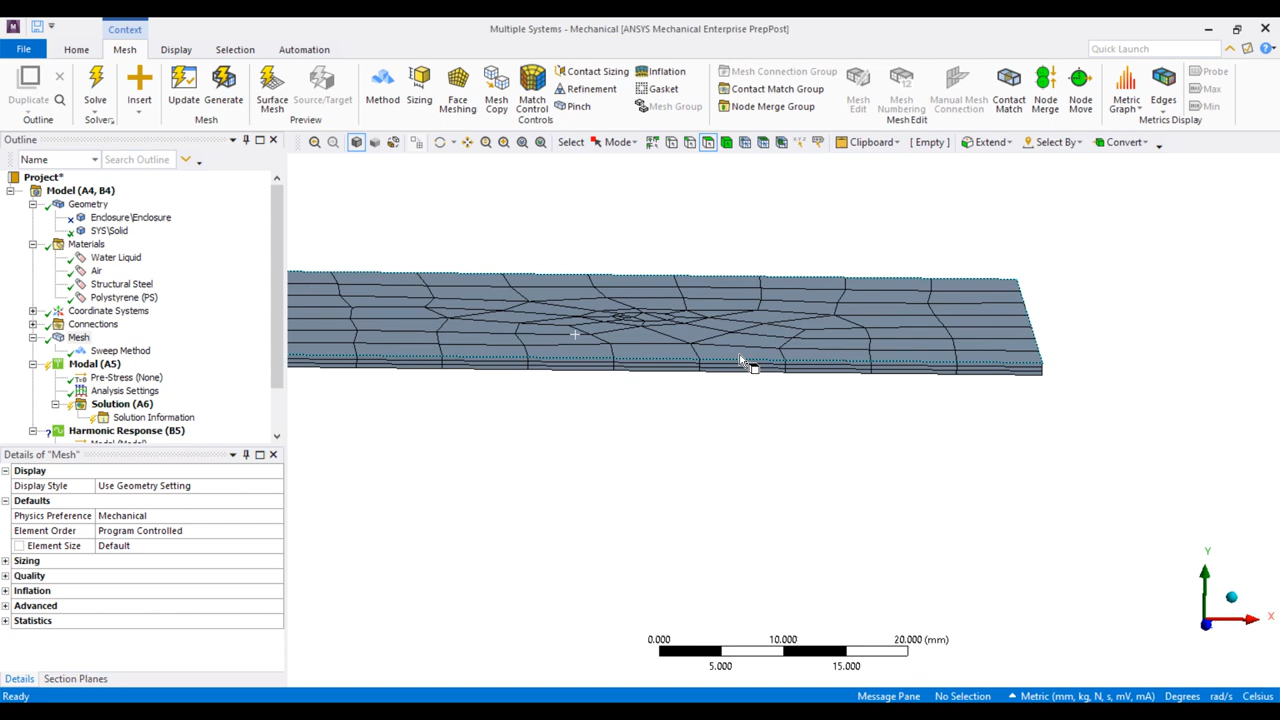 Context
Multiple Systems - Mechanical [ANSYS Mechanical Enterprise PrepPost]
File Home Mesh Display Selection Automation Quick Launch
Duplicate Solve Insert Update Generate Surface Mesh Source/Target Method Sizing Face Meshing Mesh Copy Match Control Contact Sizing Refinement Pinch Inflation Gasket Mesh Group Mesh Connection Group Contact Match Group Node Merge Group Mesh Edit Mesh Numbering Manual Mesh Connection Contact Match Node Merge Node Move Metric Graph Edges Probe Max Min
Outline Solver Mesh Preview Controls Mesh Edit Metrics Display
Outline
Select Mode Clipboard [ Empty ] Extend Select By Convert
Name Search Outline
Project*
Model (A4, B4)
Geometry
Enclosure\Enclosure
SYS\Solid
Materials
Water Liquid
Air
Structural Steel
Polystyrene (PS)
Coordinate Systems
Connections
Mesh
Sweep Method
Modal (A5)
Pre-Stress (None)
Analysis Settings
Solution (A6)
Solution Information
Harmonic Response (B5)
Details of "Mesh"
Display
Display Style Use Geometry Setting
Defaults
Physics Preference Mechanical
Element Order Program Controlled
Element Size Default
Sizing
Quality
Inflation
Advanced
Statistics
Y
X
0.000 10.000 20.000 (mm)
5.000 15.000
Details Section Planes
Ready Message Pane No Selection Metric (mm, kg, N, s, mV, mA) Degrees rad/s Celsius